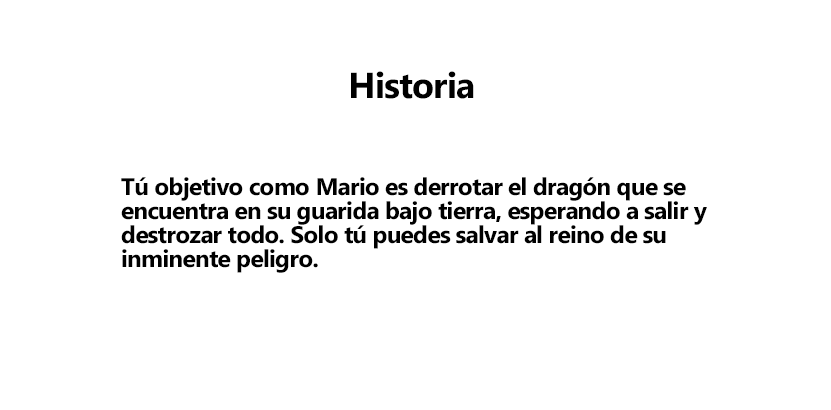 Historia
Tú objetivo como Mario es derrotar el dragón que se
encuentra en su guarida bajo tierra, esperando a salir y
destrozar todo. Solo tú puedes salvar al reino de su
inminente peligro.